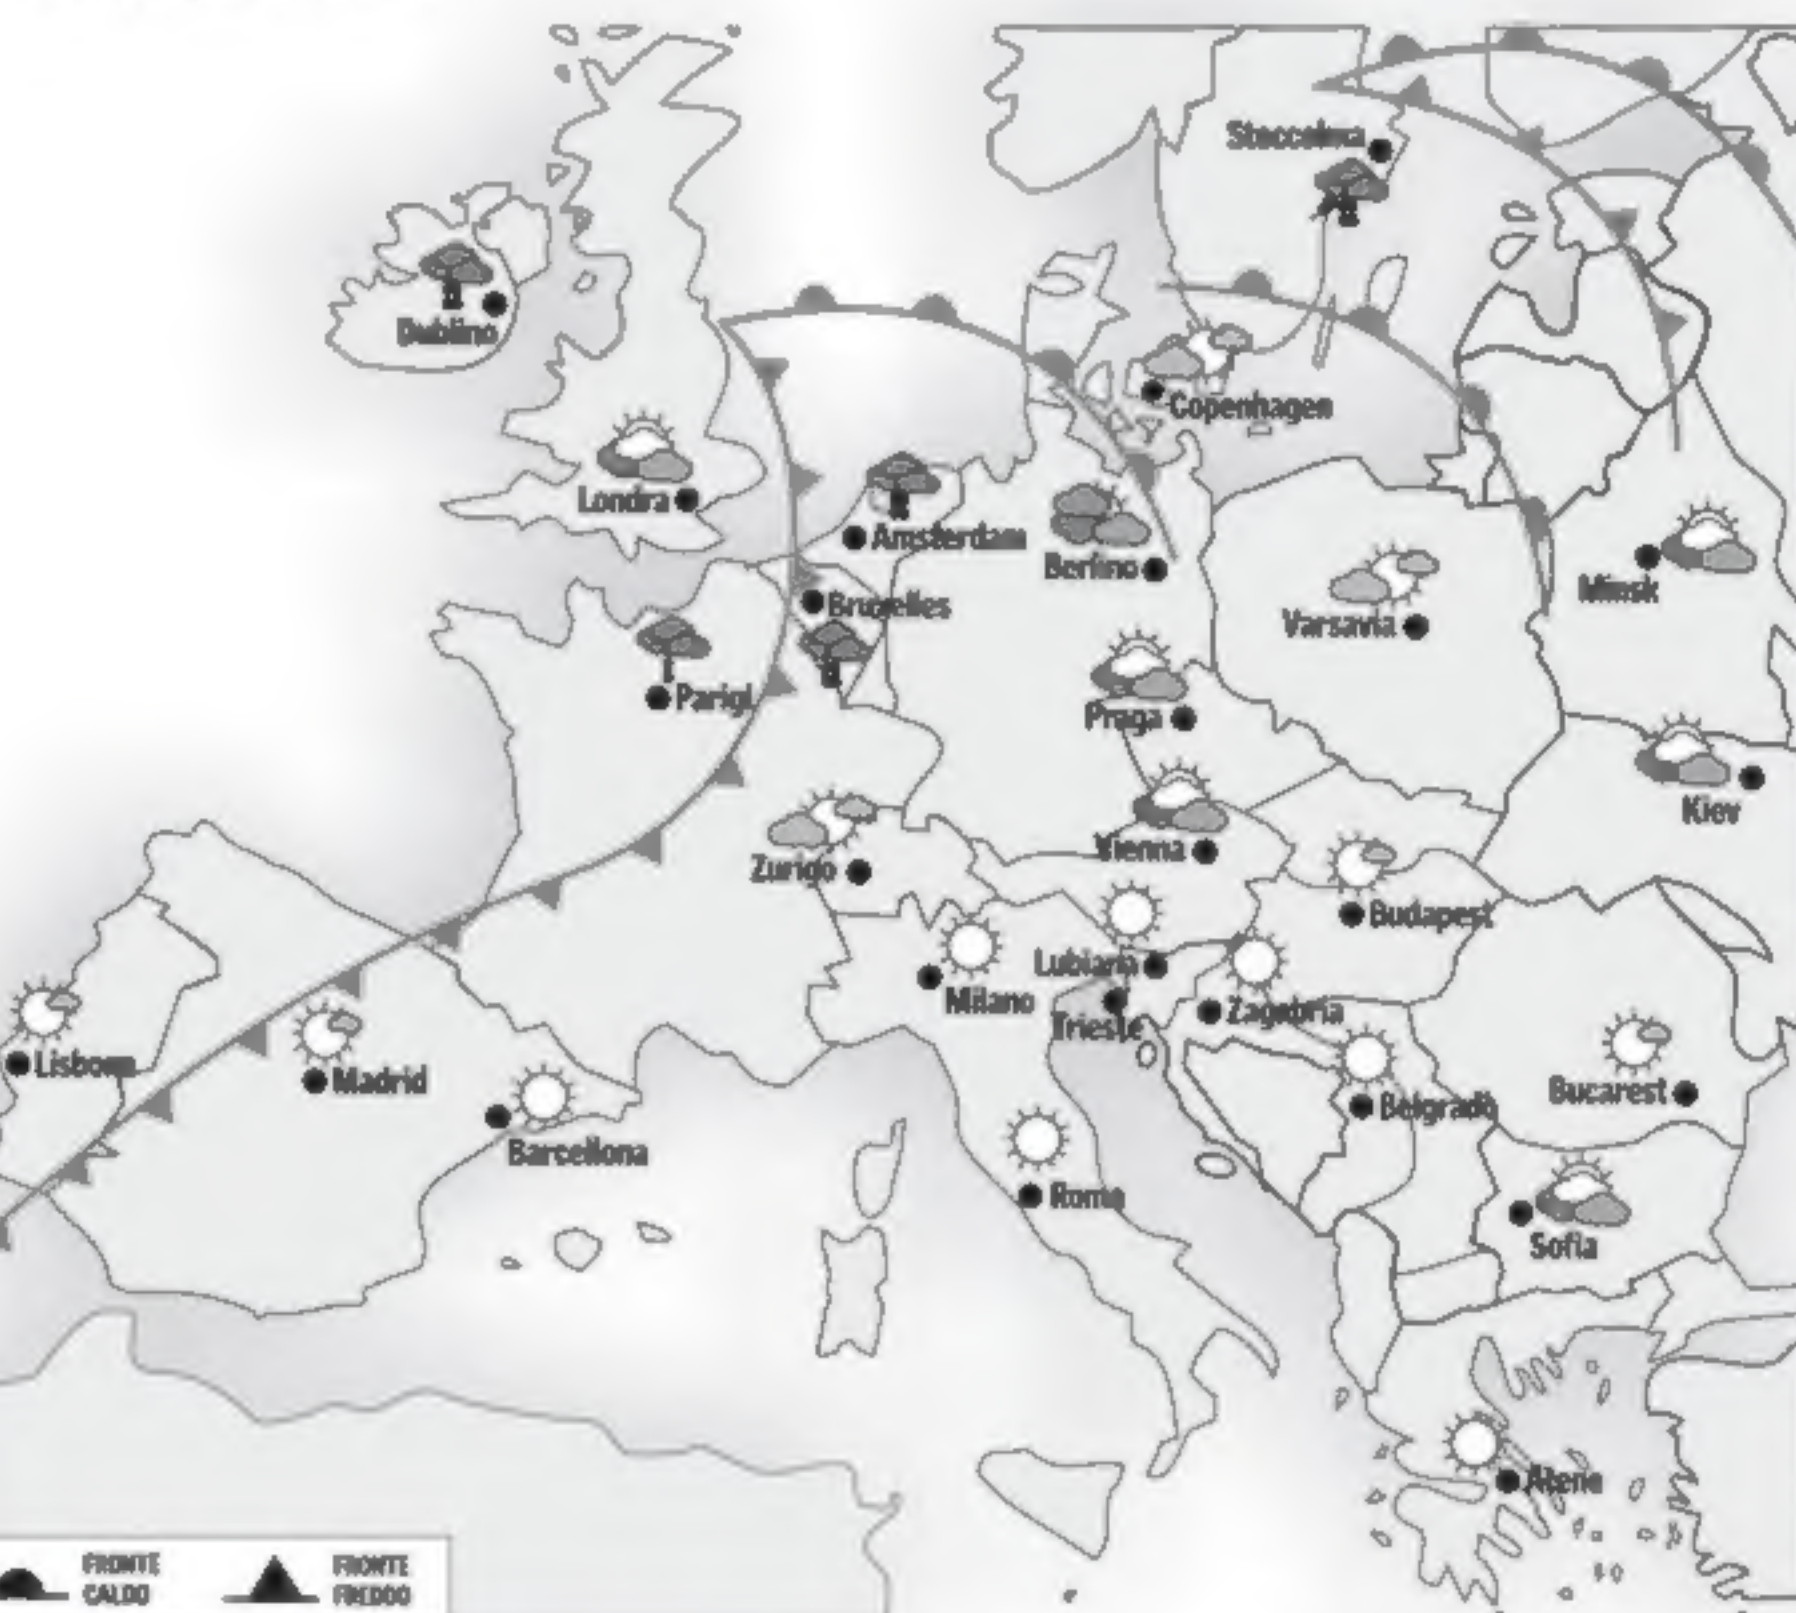 Stoccolma
Dublino
Copenhagen
Londra
Amsterdam
Berlino
Bruxelles
Minsk
Varsavia
Parigi
Praga
Kiev
Vienna
Zurigo
Budapest
Lubiana
Milano
Zagabria
Trieste
Lisbona
Madrid
Bucarest
Belgrado
Barcellona
Roma
Sofia
Atene
FRONTE
CALDO
FRONTE
FREDDO